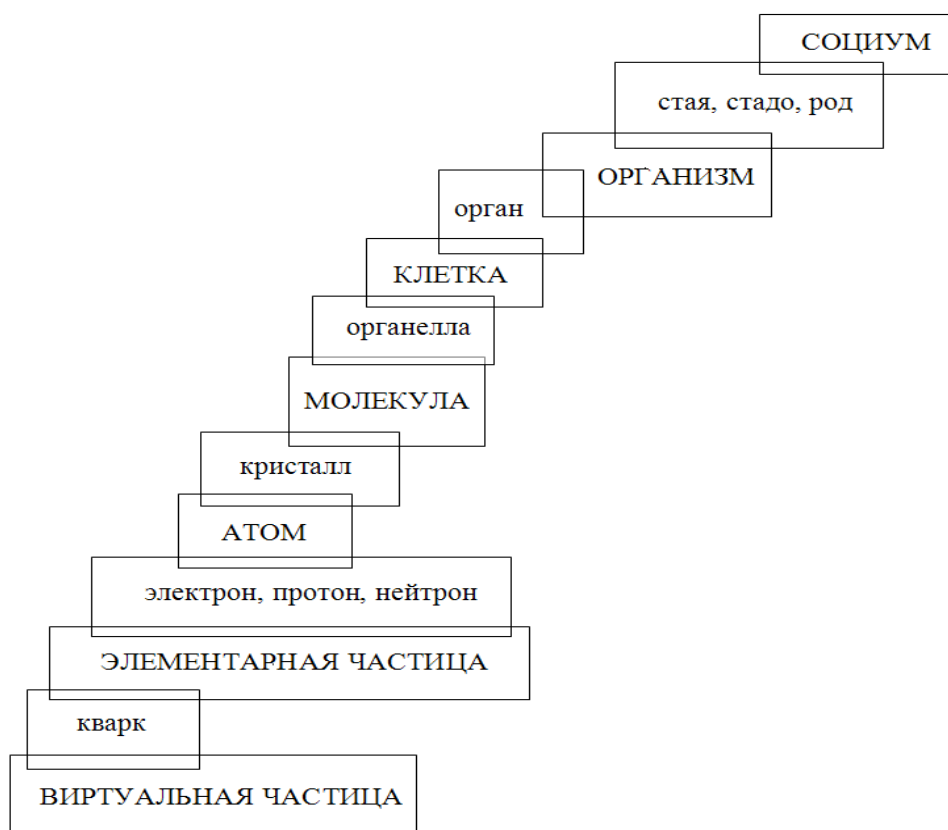 СОЦИУМ
стая, стадо, род
ОРГАНИЗМ
орган
КЛЕТКА
органелла
МОЛЕКУЛА
кристалл
АТОМ
электрон, протон, нейтрон
ЭЛЕМЕНТАРНАЯ ЧАСТИЦА
кварк
ВИРТУАЛЬНАЯ ЧАСТИЦА